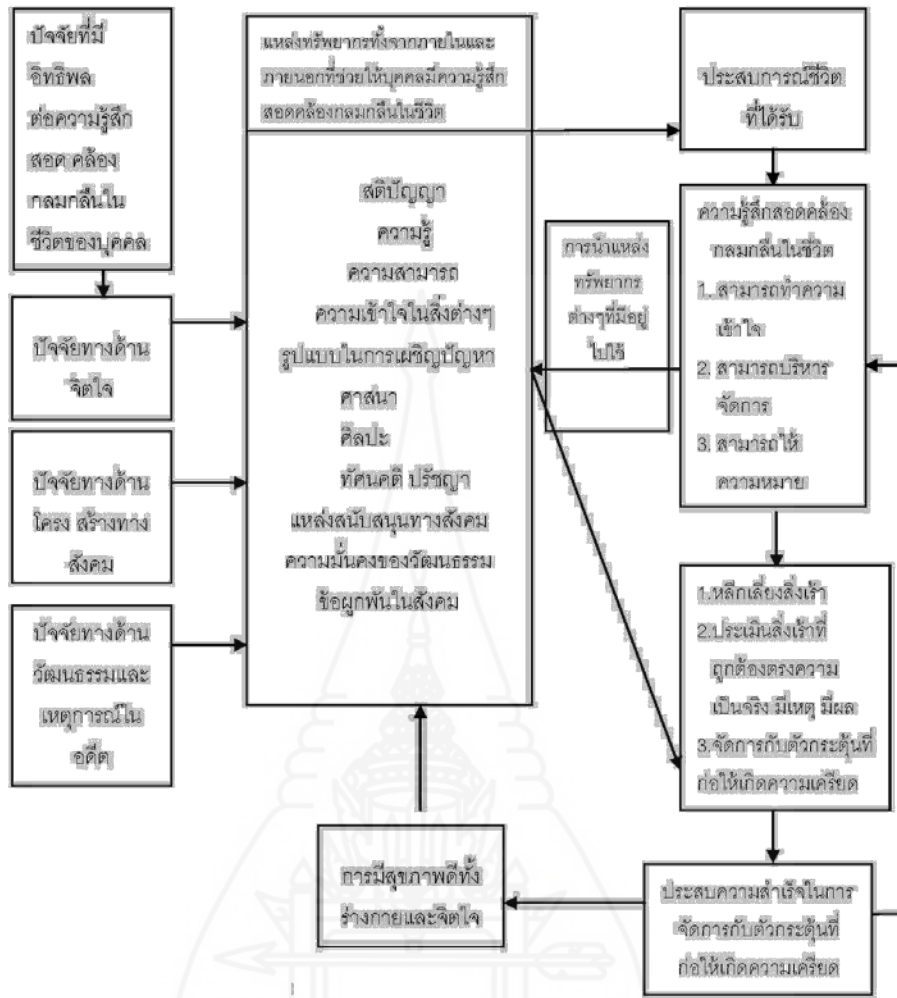 ปัจจัยที่มี
อิทธิพล
ต่อความรู้สึก
สอด คล้อง
กลมกลืนใน
ชีวิตของบุคคล
ปัจจัยทางด้าน
จิตใจ
ปัจจัยทางด้าน
โครง สร้างทาง
สังคม
ปัจจัยทางด้าน
วัฒนธรรมและ
เหตุการณ์ใน
อดีต
แหล่งทรัพยากรทั้งจากภายในและ
ภายนอกที่ช่วยให้บุคคลมีความรู้สึก
สอดคล้องกลมกลืนในชีวิต
สติปัญญา
ความรู้
ความสามารถ
ความเข้าใจในสิ่งต่างๆ
รูปแบบในการเผชิญปัญหา
ศาสนา
ศิลปะ
ทัศนคติ ปรัชญา
แหล่งสนับสนุนทางสังคม
ความมั่นคงของวัฒนธรรม
ข้อผูกพันในสังคม
การนำแหล่ง
ทรัพยากร
ต่างๆที่มีอยู่
ไปใช้
ประสบการณ์ชีวิต
ที่ได้รับ
ความรู้สึกสอดคล้อง
กลมกลืนในชีวิต
1. สามารถทำความ
เข้าใจ
2. สามารถบริหาร
จัดการ
3. สามารถให้
ความหมาย
1.หลีกเลี่ยงสิ่งเร้า
2.ประเมินสิ่งเร้าที่
ถูกต้องตรงความ
เป็นจริง มีเหตุ มีผล
3.จัดการกับตัวกระตุ้นที่
ก่อให้เกิดความเครียด
ประสบความสำเร็จในการ
จัดการกับตัวกระตุ้นที่
ก่อให้เกิดความเครียด
การมีสุขภาพดีทั้ง
ร่างกายและจิตใจ